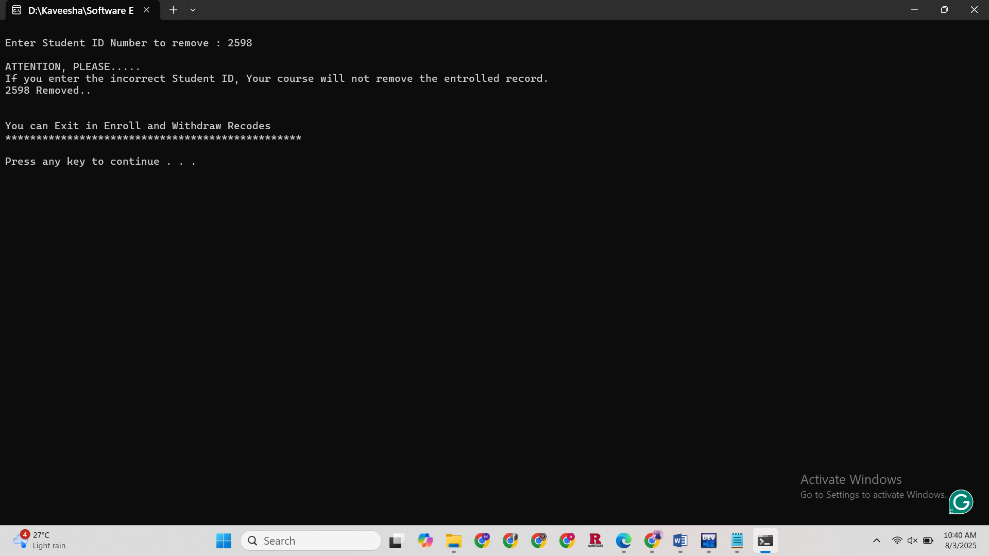 D:\Kaveesha\Software E
Enter Student ID Number to remove : 2598
ATTENTION, PLEASE.....
If you enter the incorrect Student ID, Your course will not remove the entrolled record.
2598 Removed..
You can Exit in Enroll and Withdraw Recodes
************************************************
Press any key to continue . . .
Activate Windows
Go to Settings to activate Windows.
4
27°C
Light rain
Search
R
DEV
10:40 AM
8/3/2025